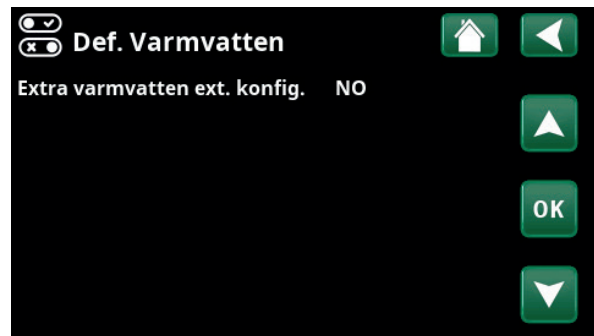 Def. Varmvatten
Extra varmvatten ext. konfig. NO
OK